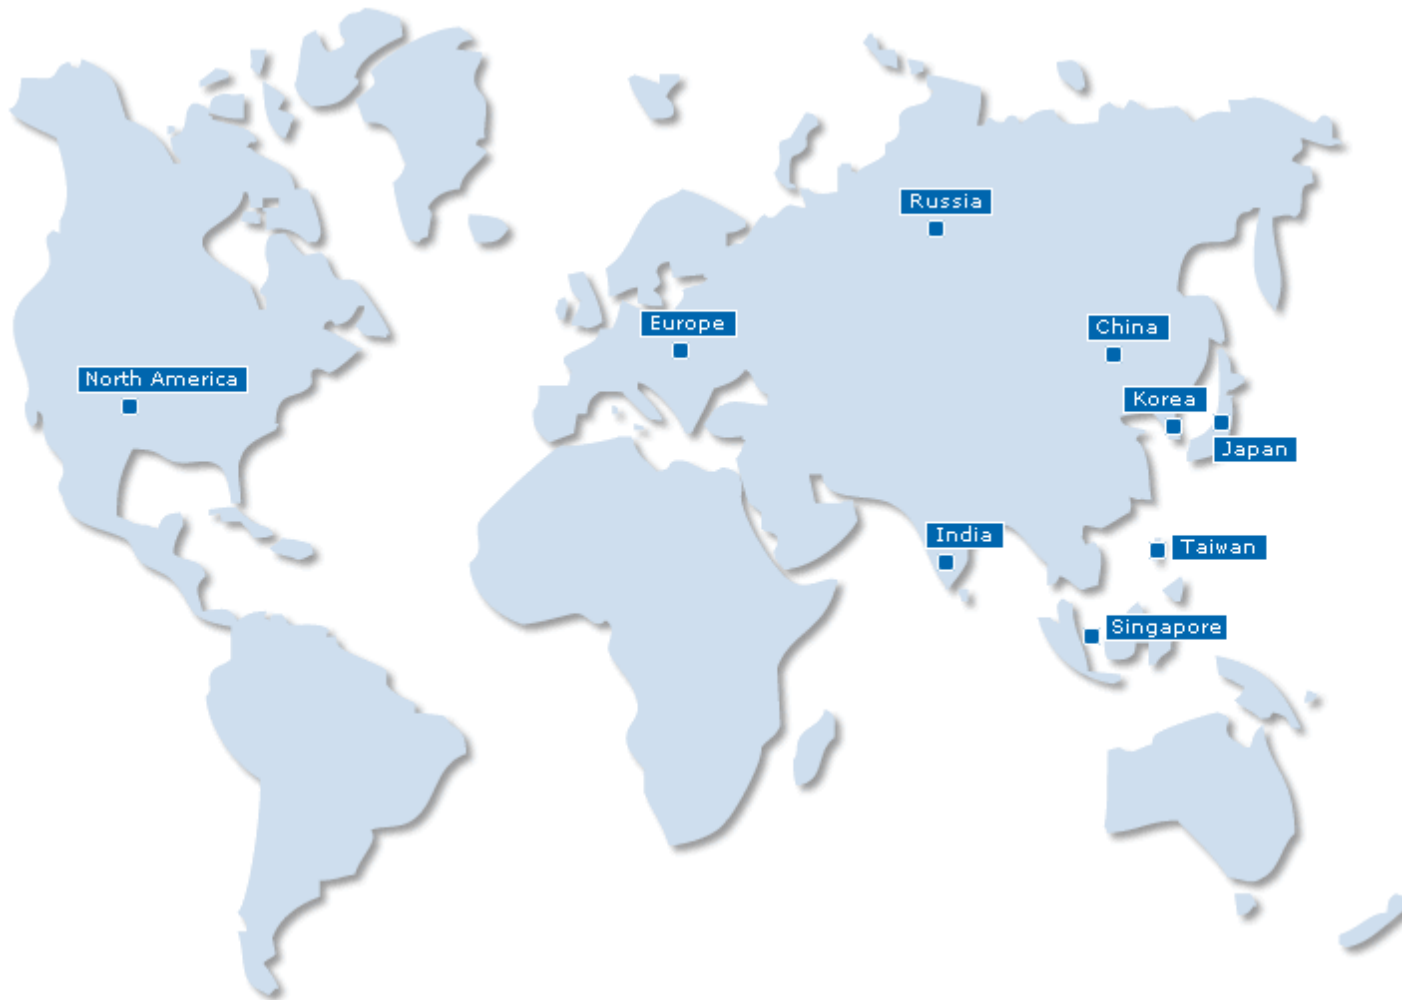 Russia
Europe
China
North America
Korea
Japan
India
Taiwan
Singapore